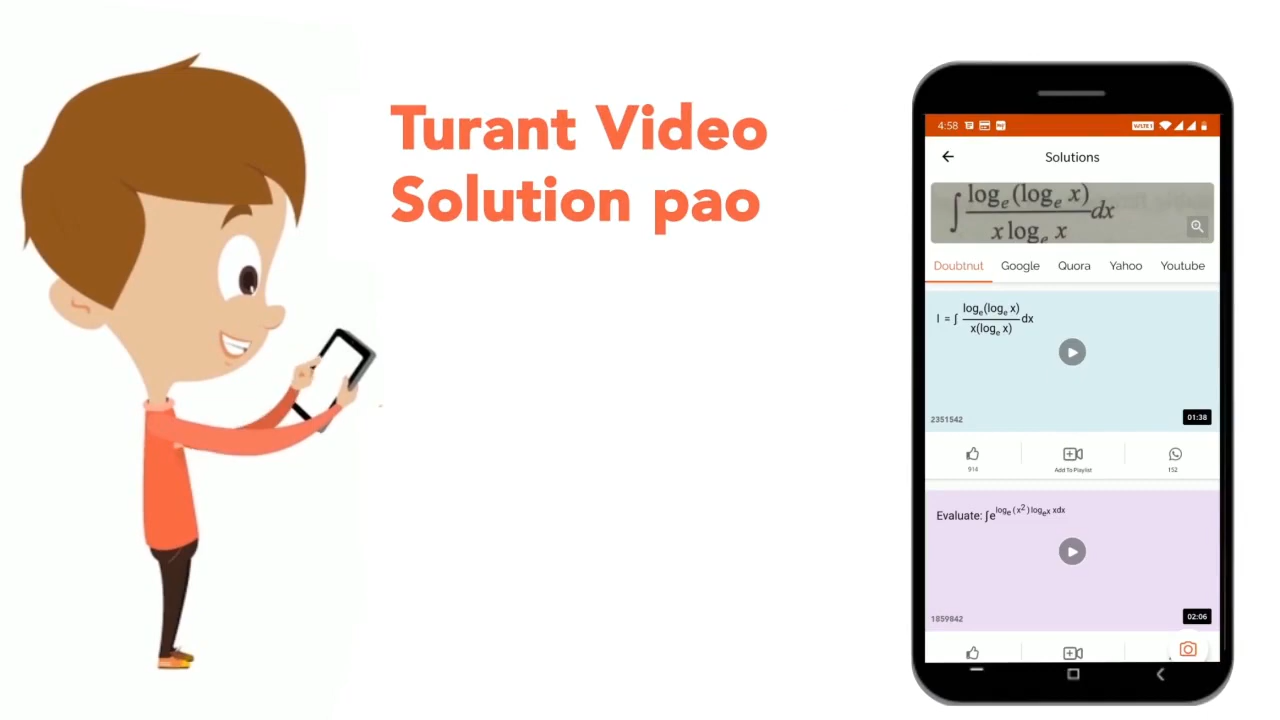 Turant Video
Solution pao
4:58
VoLTE
Solutions
∫ logₑ(logₑ x) / x logₑ x dx
Doubtnut Google Quora Yahoo Youtube
I = ∫ logₑ(logₑ x) / x(logₑ x) dx
2351542 01:38
914 Add To Playlist 152
Evaluate: ∫e^logₑ(x²)logₑx xdx
1859842 02:06